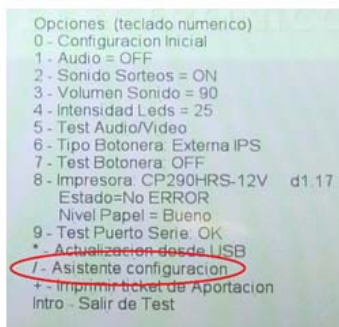 Opciones: (teclado numerico)
0 - Configuracion Inicial
1 - Audio = OFF
2 - Sonido Sorteos = ON
3 - Volumen Sonido = 90
4 - Intensidad Leds = 25
5 - Test Audio/Video
6 - Tipo Botonera: Externa IPS
7 - Test Botonera: OFF
8 - Impresora: CP290HRS-12V d1.17
Estado=No ERROR
Nivel Papel = Bueno
9 - Test Puerto Serie: OK
* - Actualizacion desde USB
/ - Asistente configuracion
+ - Imprimir ticket de Aportacion
Intro - Salir de Test